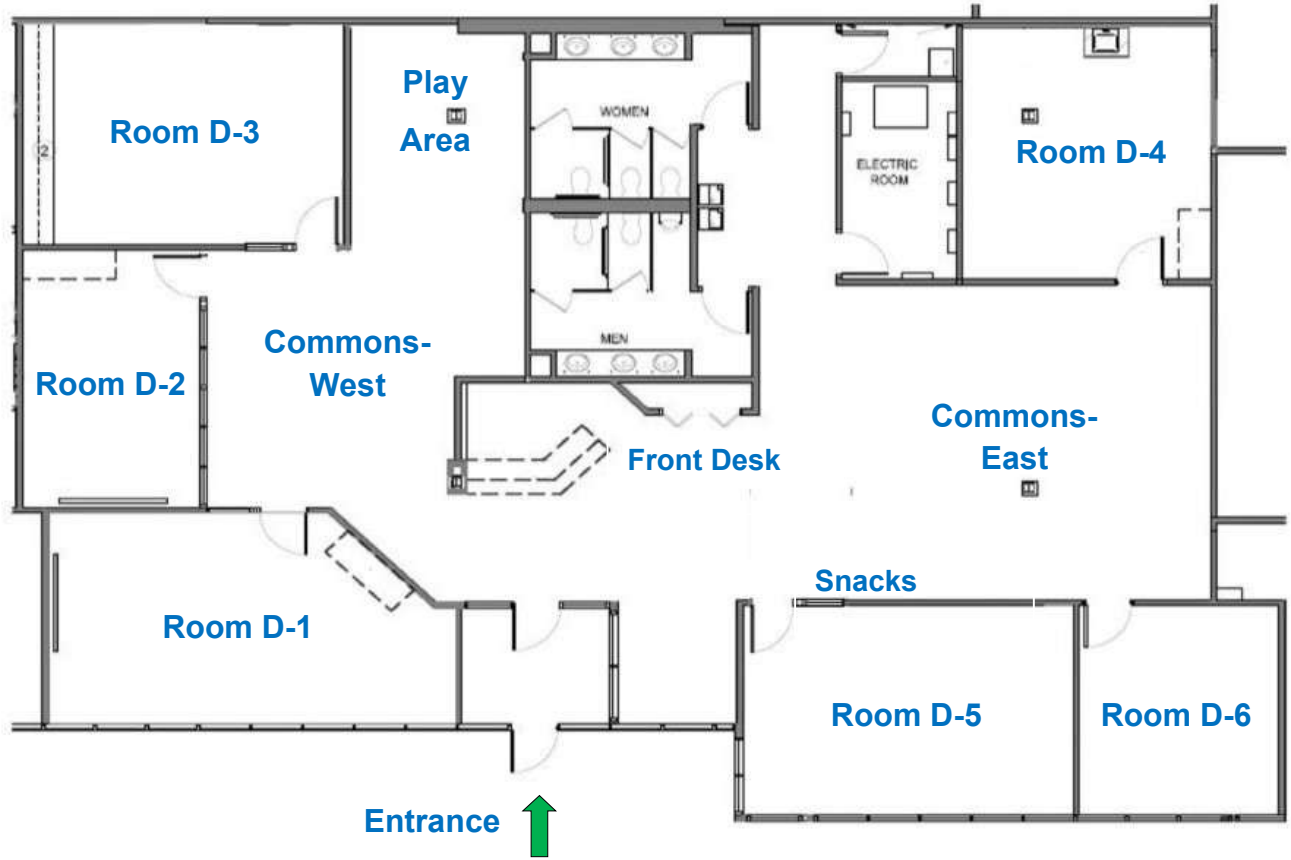 Play
Area
Room D-3
WOMEN
Room D-4
ELECTRIC
ROOM
2
MEN
Commons-
West
Room D-2
Commons-
East
Front Desk
Snacks
Room D-1
Room D-5
Room D-6
Entrance